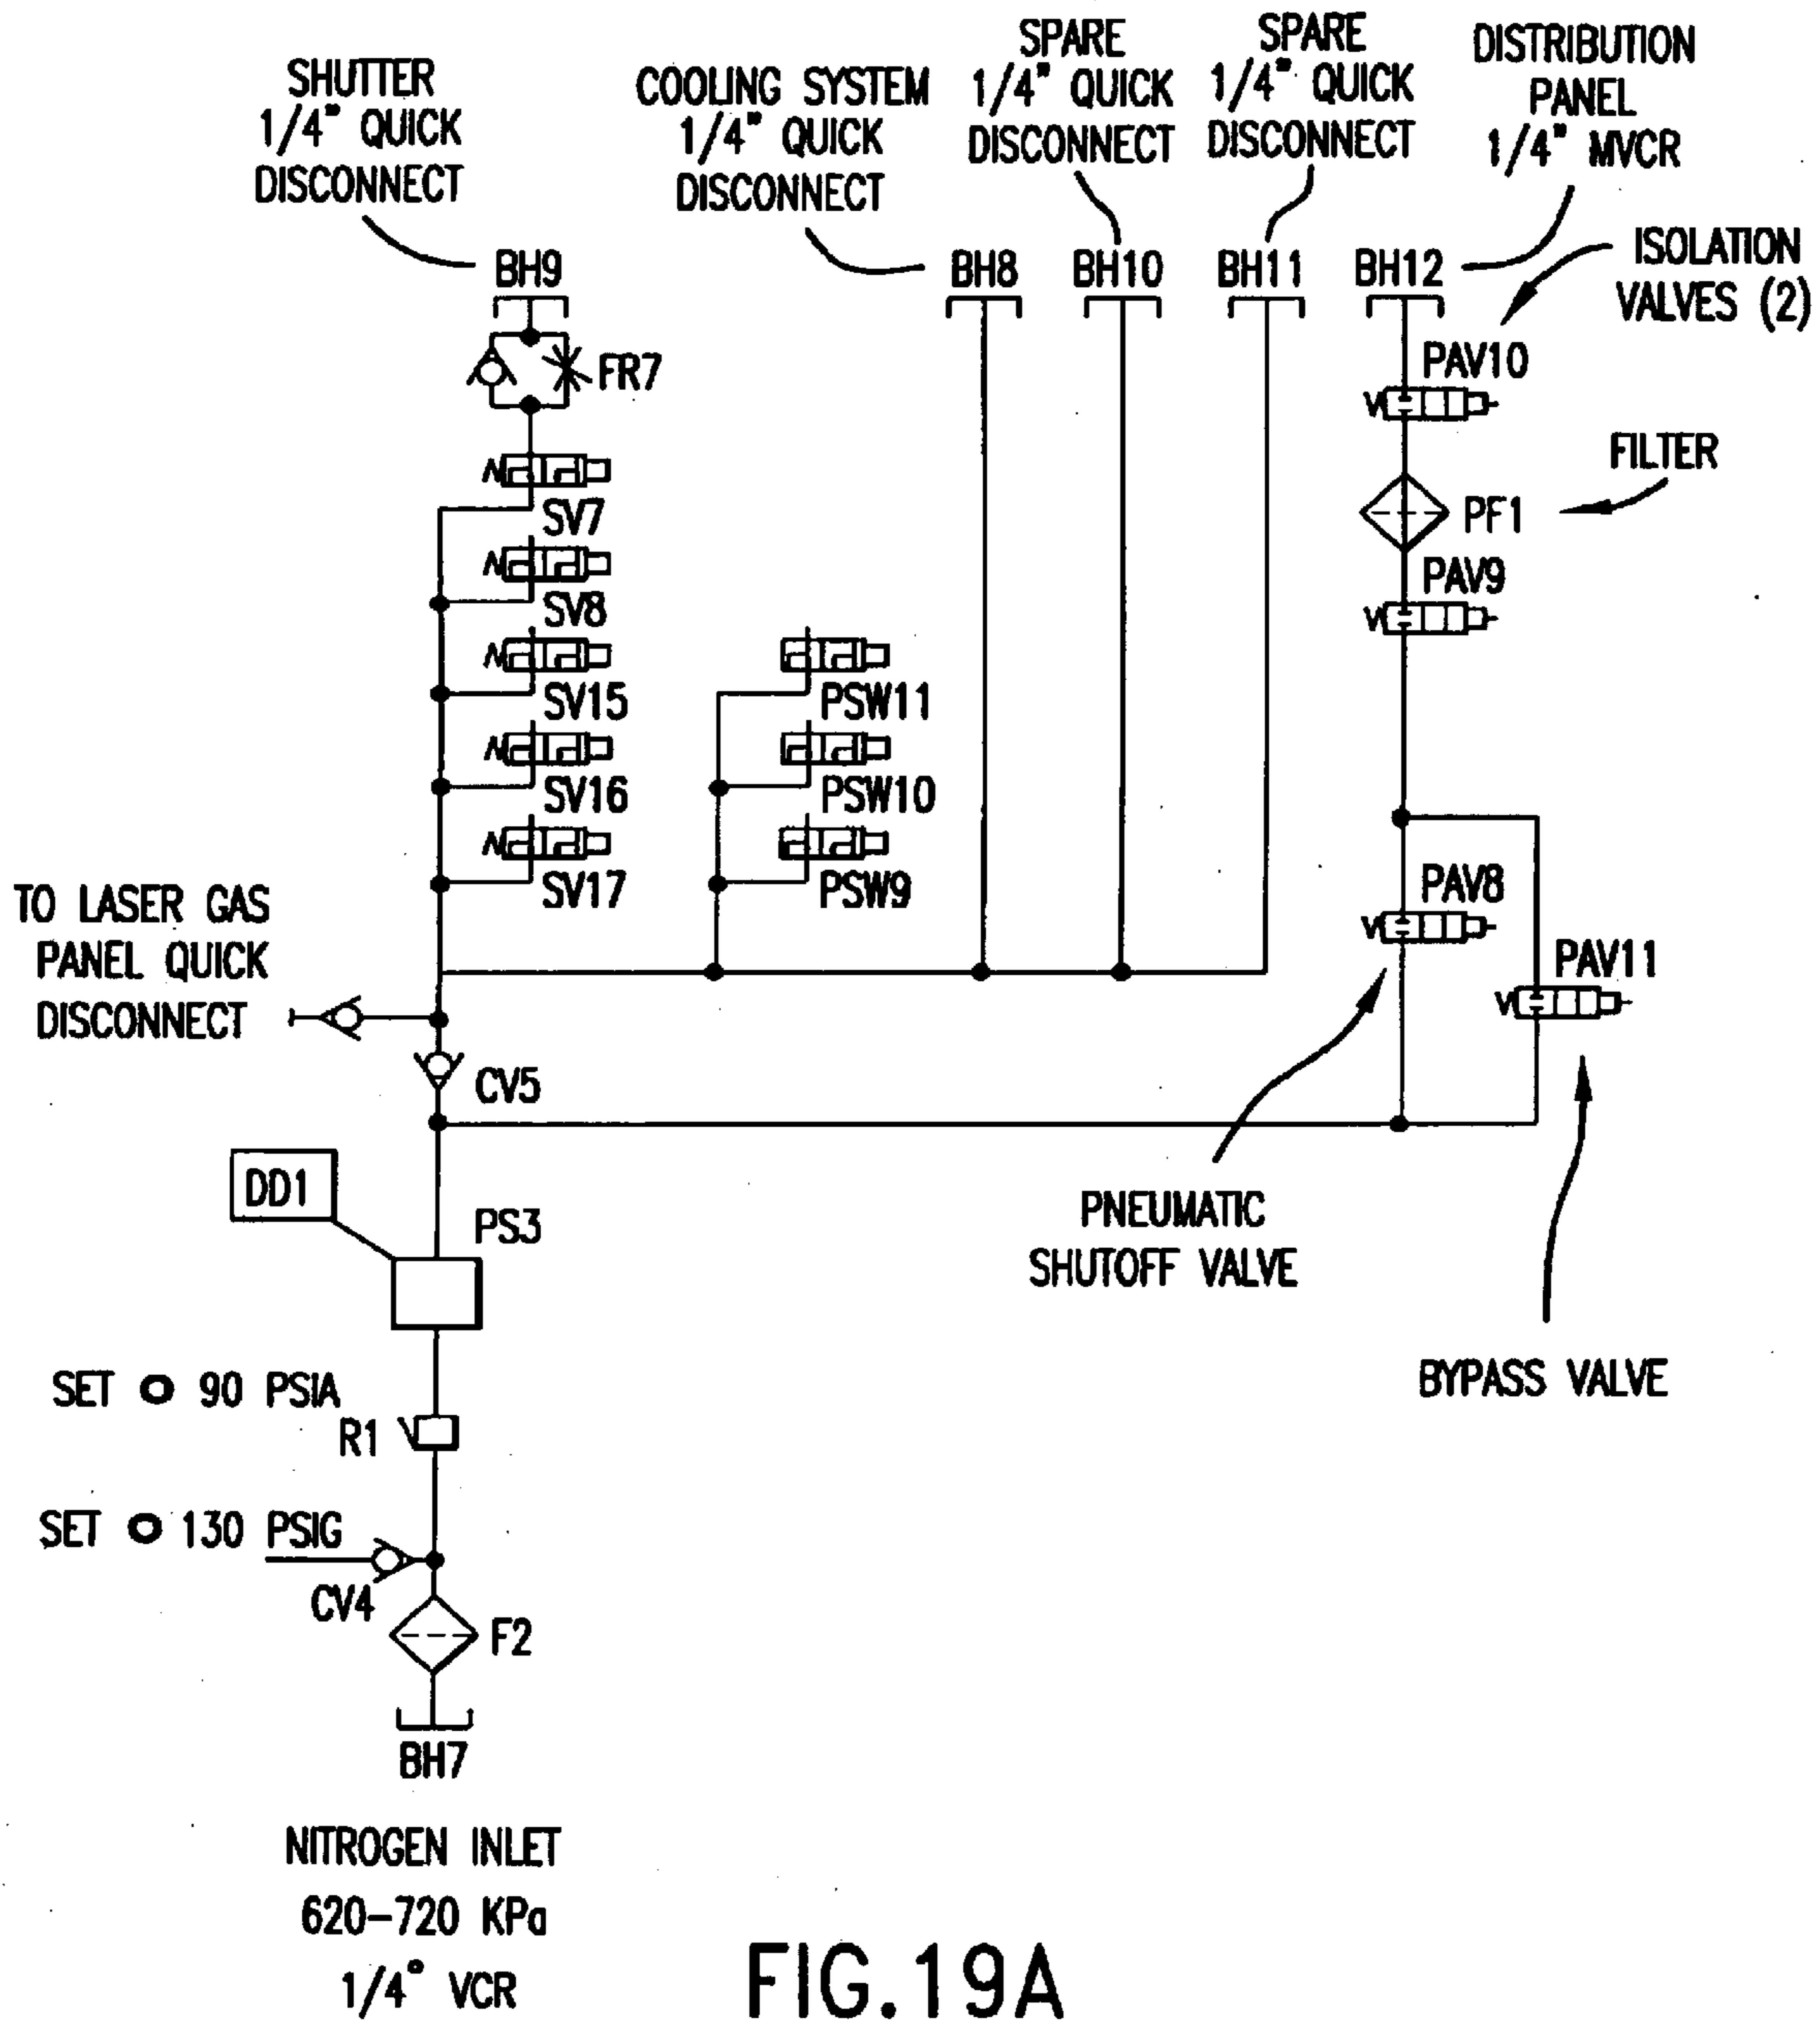 SHUTTER
1/4" QUICK
DISCONNECT
COOLING SYSTEM
1/4" QUICK
DISCONNECT
SPARE
1/4" QUICK
DISCONNECT
SPARE
1/4" QUICK
DISCONNECT
DISTRIBUTION
PANEL
1/4" MVCR
ISOLATION
VALVES (2)
BH9
BH8
BH10
BH11
BH12
FR7
PAV10
FILTER
SV7
PF1
PAV9
SV8
SV15
PSW11
SV16
PSW10
SV17
PSW9
PAV8
PAV11
TO LASER GAS
PANEL QUICK
DISCONNECT
CV5
DD1
PS3
PNEUMATIC
SHUTOFF VALVE
BYPASS VALVE
SET O 90 PSIA
R1
SET O 130 PSIG
CV4
F2
BH7
NITROGEN INLET
620-720 KPa
1/4" VCR
FIG.19A